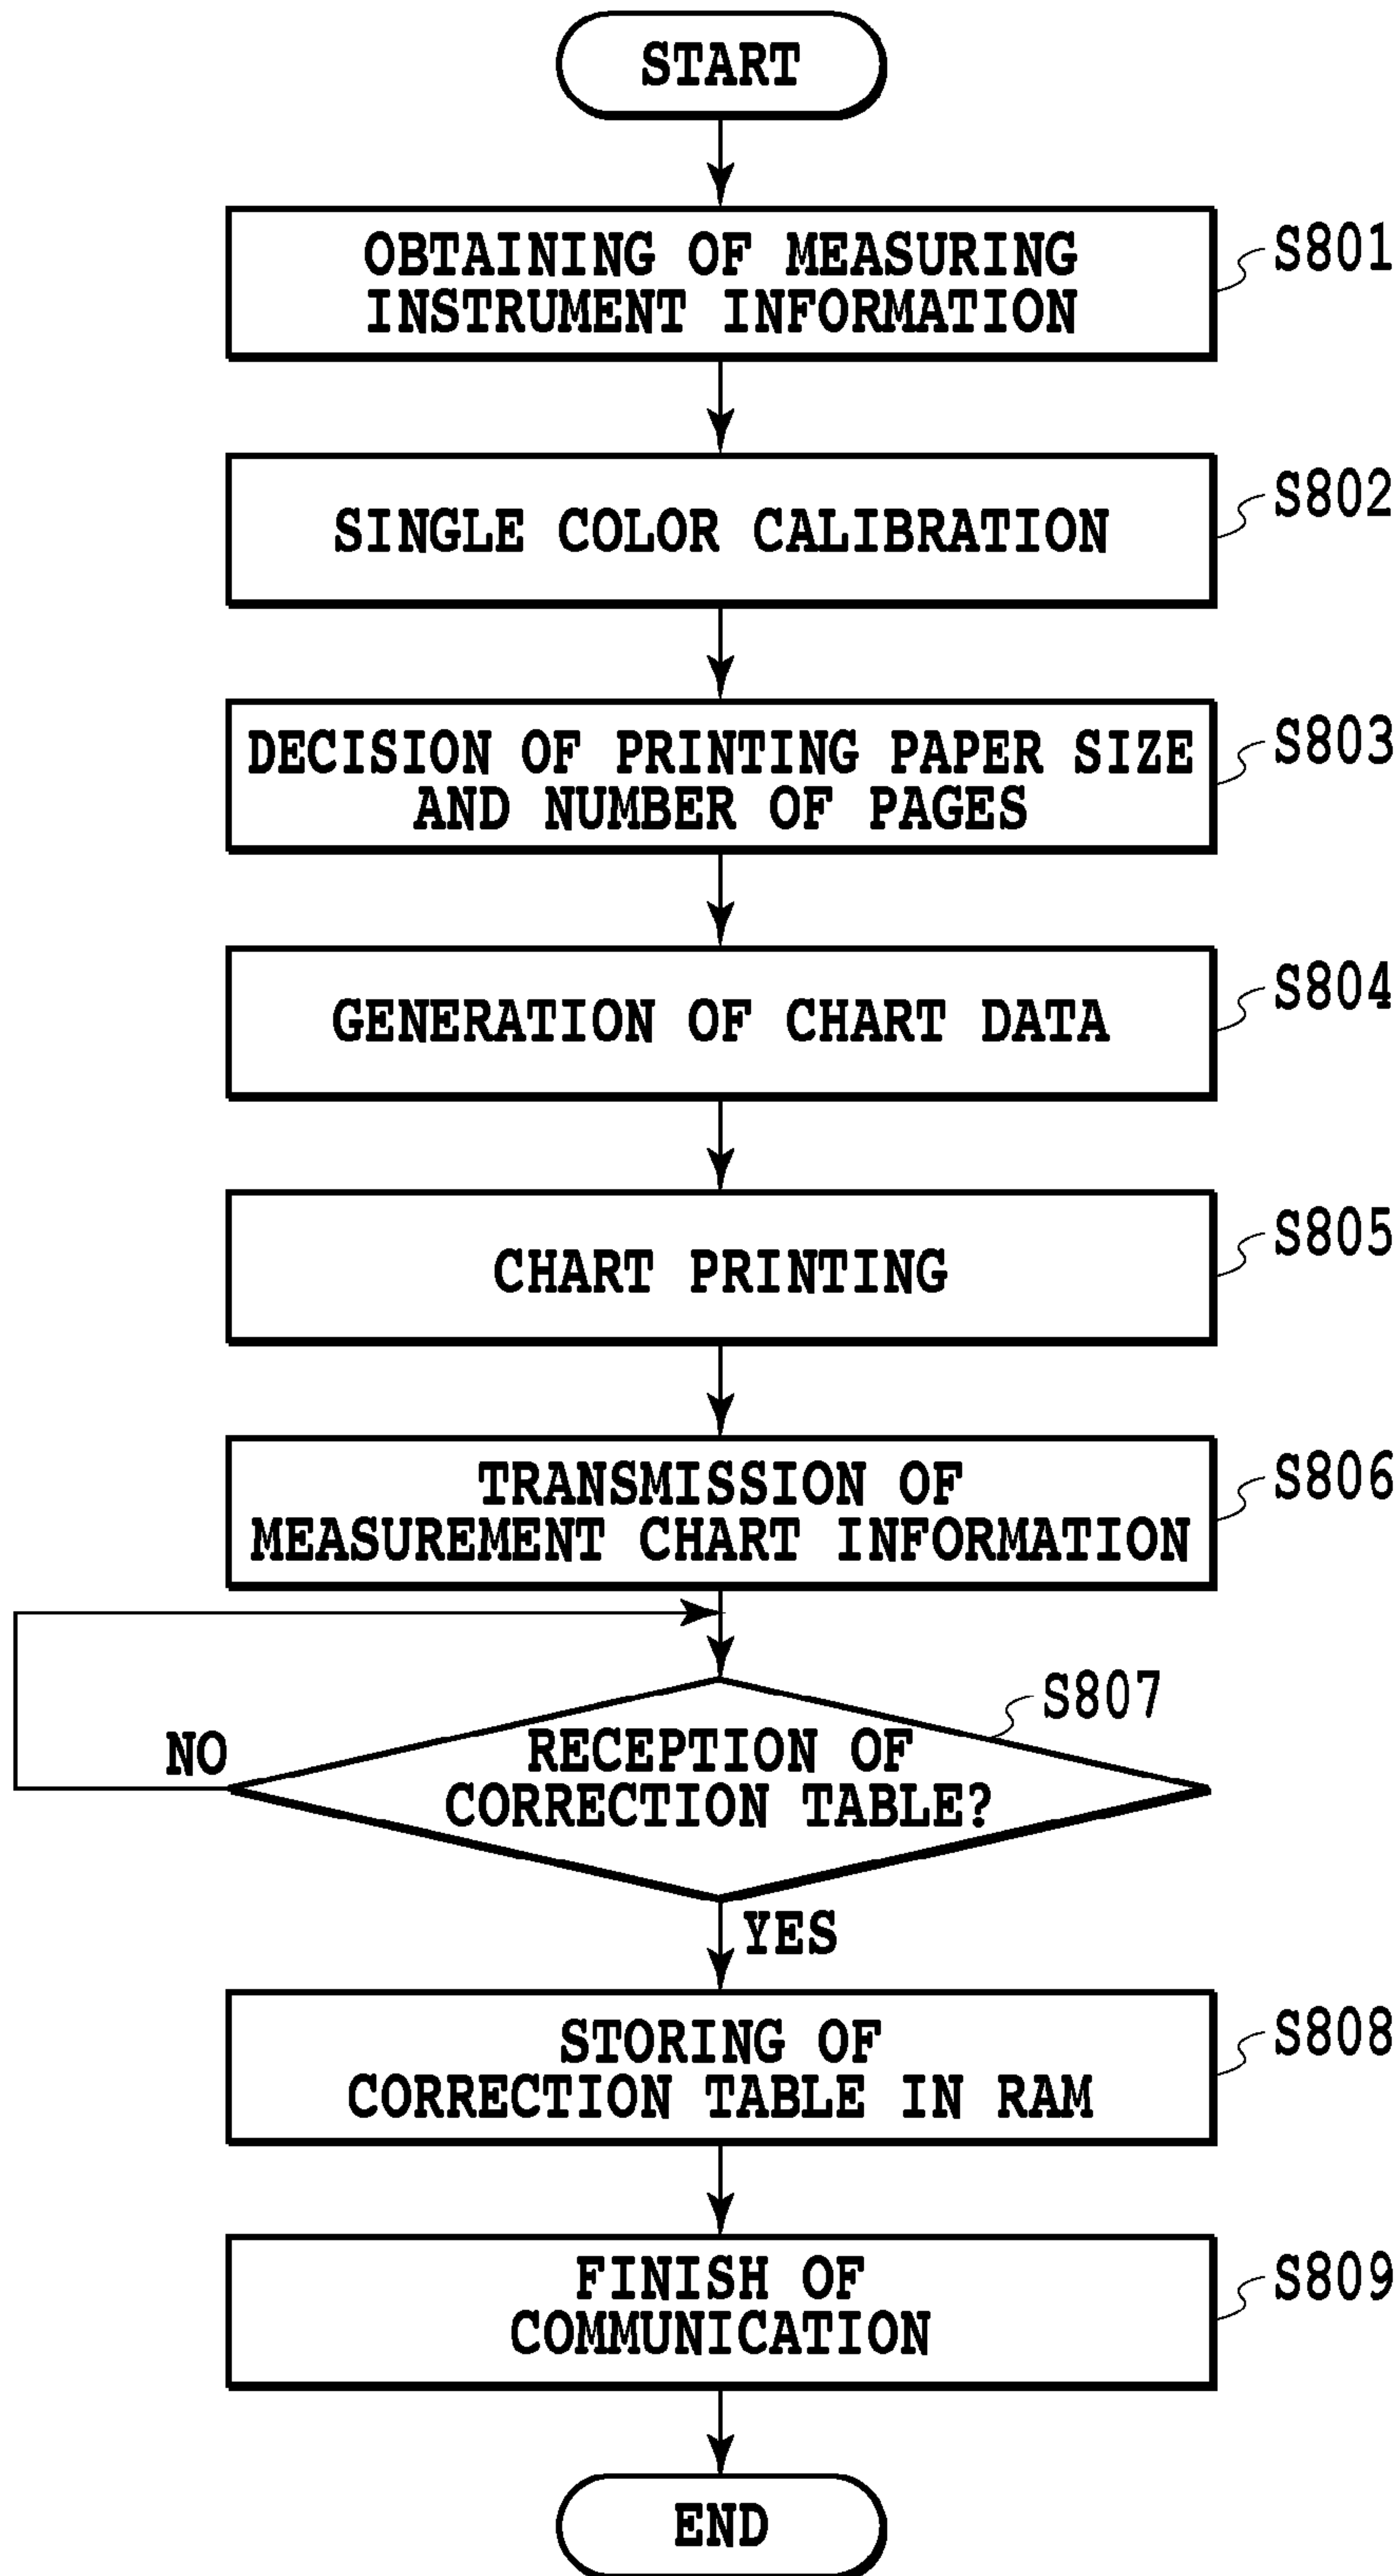 START
OBTAINING OF MEASURING
INSTRUMENT INFORMATION
S801
SINGLE COLOR CALIBRATION
S802
DECISION OF PRINTING PAPER SIZE
AND NUMBER OF PAGES
S803
GENERATION OF CHART DATA
S804
CHART PRINTING
S805
TRANSMISSION OF
MEASUREMENT CHART INFORMATION
S806
S807
RECEPTION OF
CORRECTION TABLE?
NO
YES
STORING OF
CORRECTION TABLE IN RAM
S808
FINISH OF
COMMUNICATION
S809
END